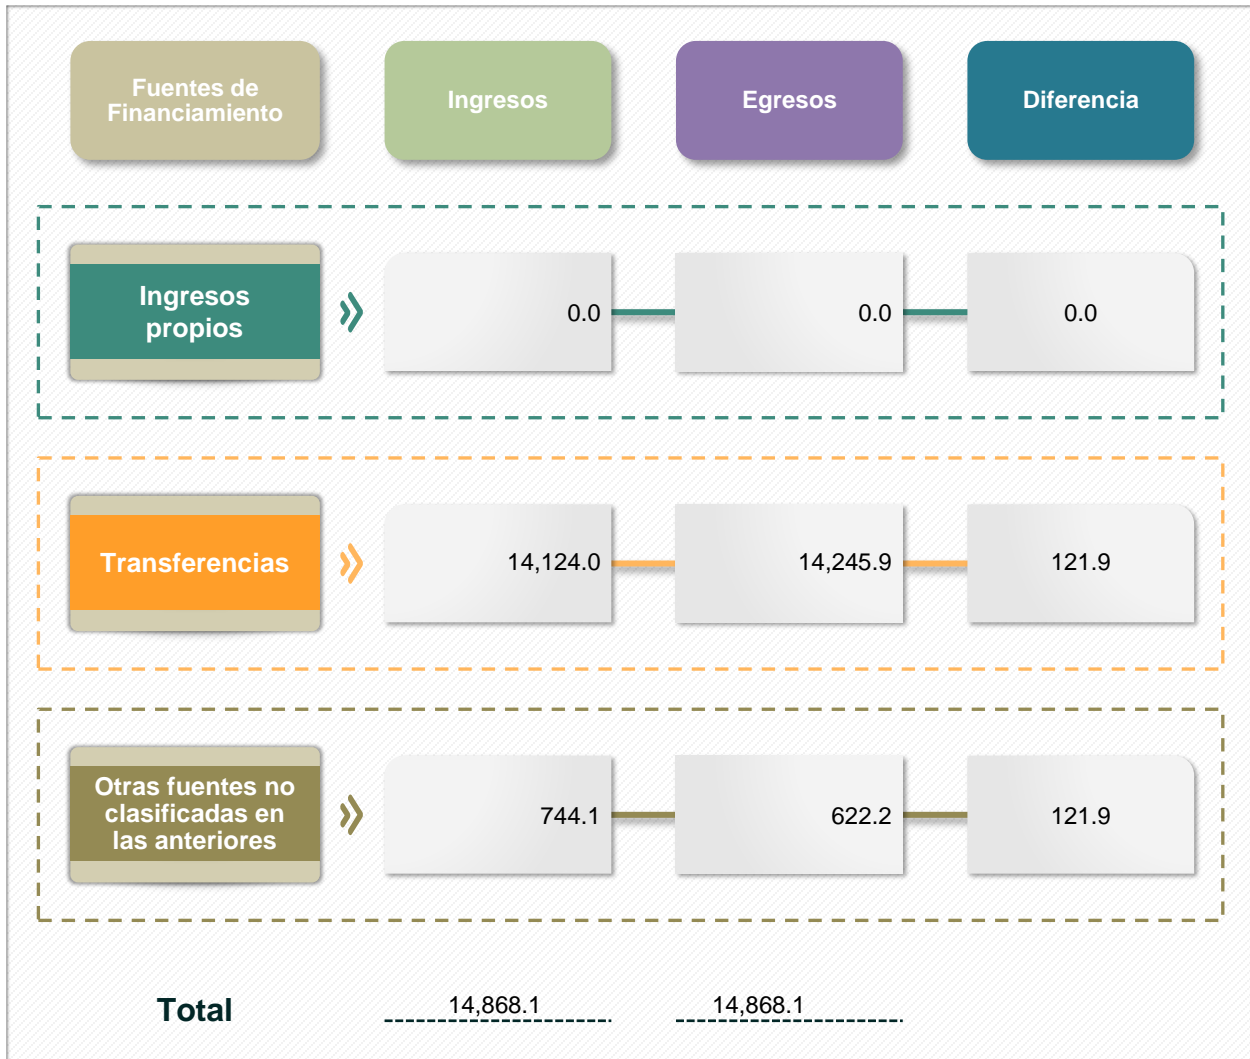 Fuentes de
Financiamiento
Ingresos
Egresos
Diferencia
Ingresos
propios
0.0
0.0
0.0
Transferencias
14,124.0
14,245.9
121.9
Otras fuentes no
clasificadas en
las anteriores
744.1
622.2
121.9
Total
14,868.1
14,868.1